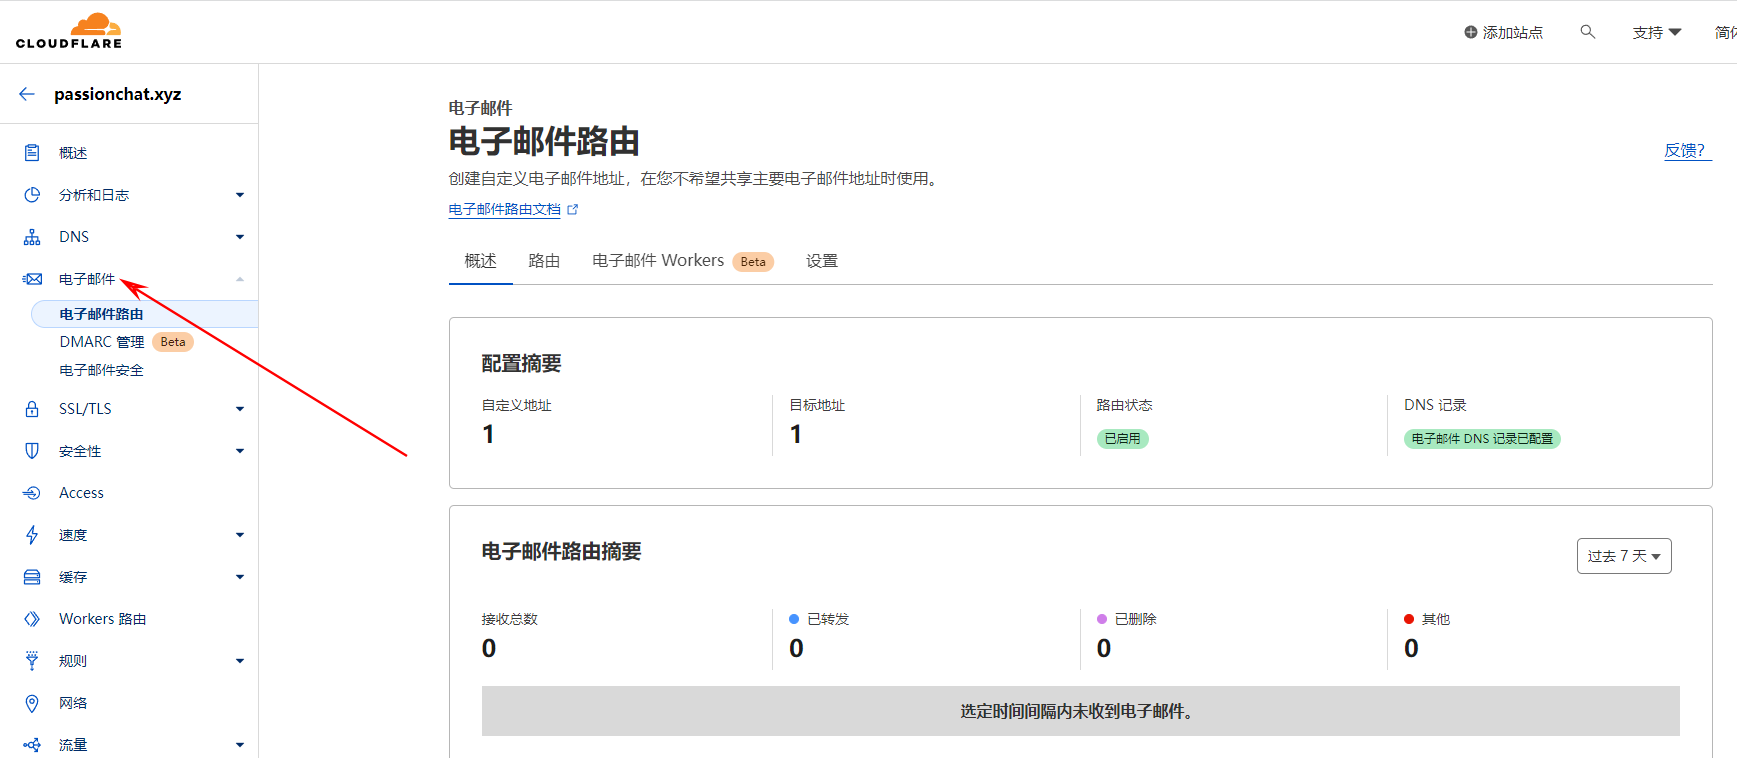 CLOUDFLARE
添加站点
支持
简体
passionchat.xyz
概述
分析和日志
DNS
电子邮件
电子邮件路由
DMARC 管理 Beta
电子邮件安全
SSL/TLS
安全性
Access
速度
缓存
Workers 路由
规则
网络
流量
电子邮件
电子邮件路由
创建自定义电子邮件地址，在您不希望共享主要电子邮件地址时使用。
电子邮件路由文档
反馈？
概述 路由 电子邮件 Workers Beta 设置
配置摘要
自定义地址
1
目标地址
1
路由状态
已启用
DNS 记录
电子邮件 DNS 记录已配置
电子邮件路由摘要
过去 7 天
接收总数
0
已转发
0
已删除
0
其他
0
选定时间间隔内未收到电子邮件。